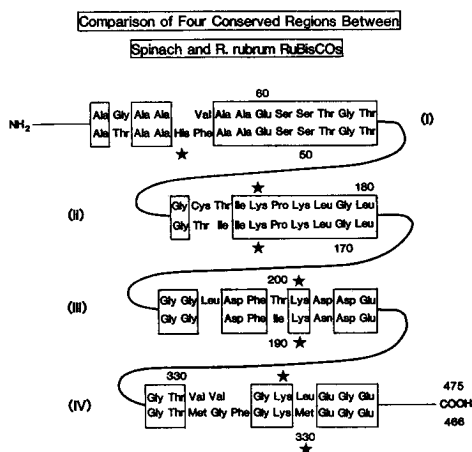 Comparison of Four Conserved Regions Between
Spinach and R. rubrum RuBisCOs
60
Ala Gly Ala Ala Val Ala Ala Glu Ser Ser Thr Gly Thr
(I)
NH2
Ala Thr Ala Ala His Phe Ala Ala Glu Ser Ser Thr Gly Thr
50
180
(ii)
Gly Cys Thr Ile Lys Pro Lys Leu Gly Leu
Gly Thr Ile Ile Lys Pro Lys Leu Gly Leu
170
200
(III)
Gly Gly Leu Asp Phe Thr Lys Asp Asp Glu
Gly Gly Asp Phe Ile Lys Asn Asp Glu
190
330
475
(IV)
Gly Thr Val Val Gly Lys Leu Glu Gly Glu
COOH
Gly Thr Met Gly Phe Gly Lys Met Glu Gly Glu
466
330